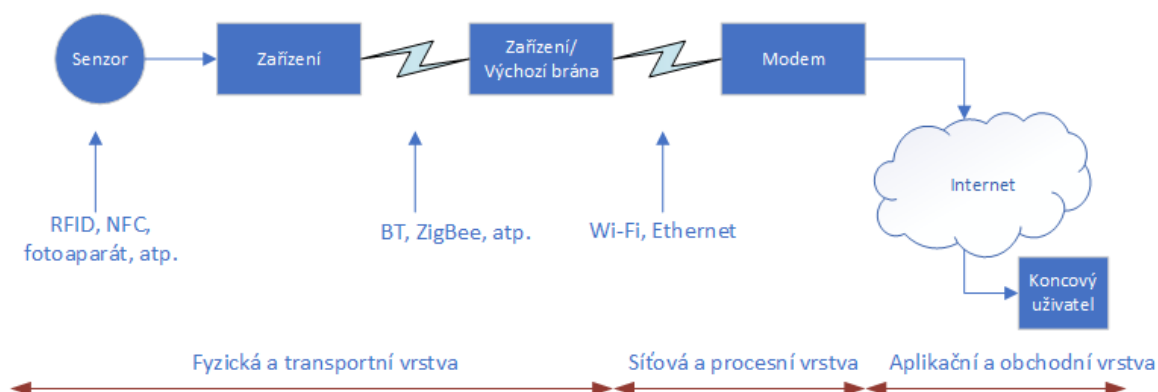 Senzor
Zařízení
Zařízení/
Výchozí brána
Modem
Internet
RFID, NFC,
fotoaparát, atp.
BT, ZigBee, atp.
Wi-Fi, Ethernet
Koncový
uživatel
Fyzická a transportní vrstva
Síťová a procesní vrstva
Aplikační a obchodní vrstva